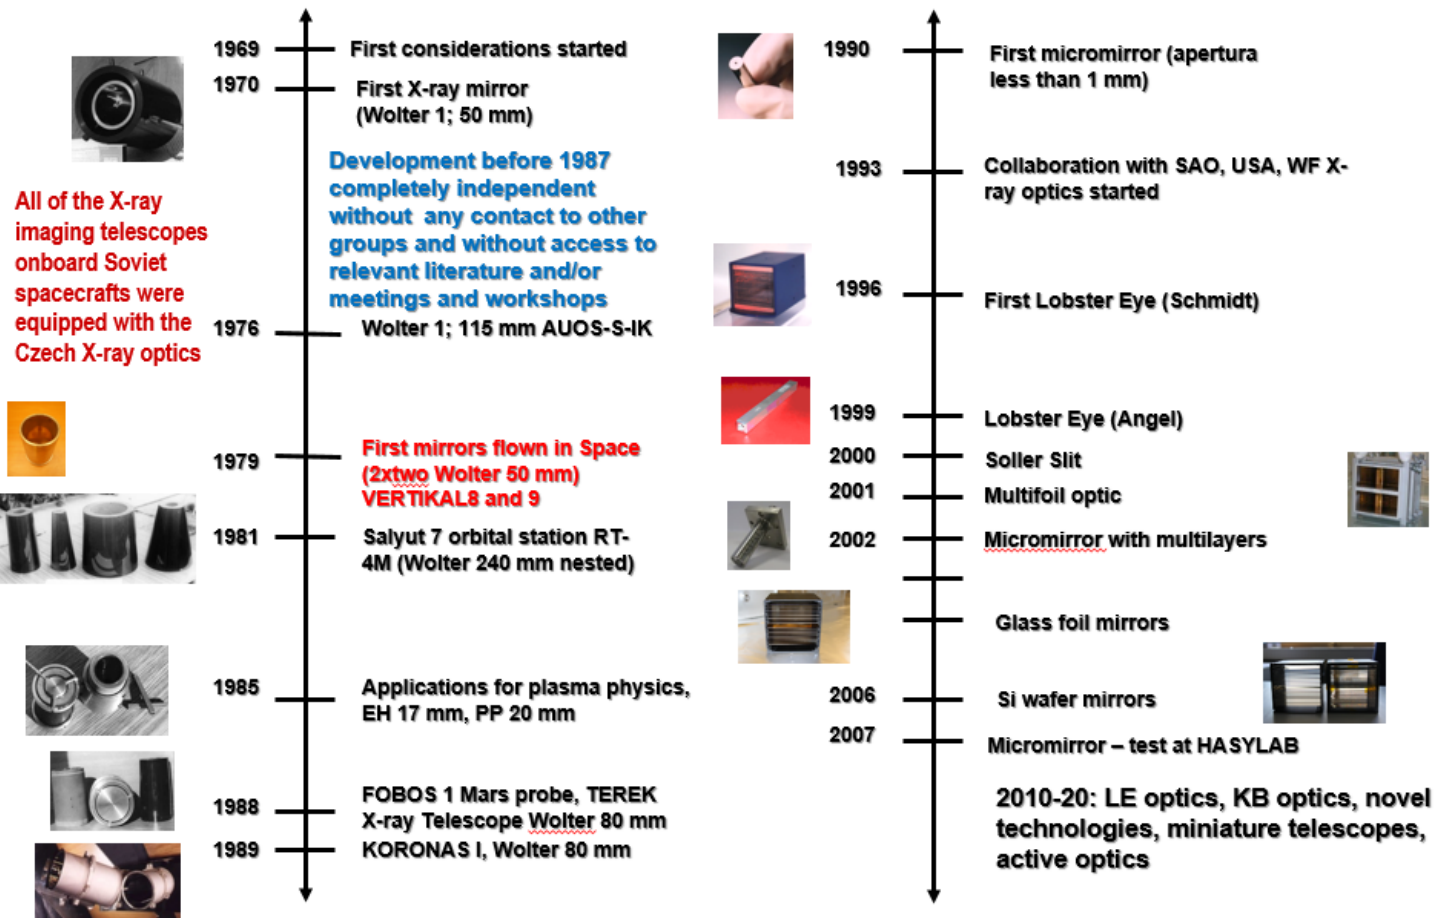 1969
First considerations started
1970
First X-ray mirror
(Wolter 1; 50 mm)
Development before 1987
completely independent
without any contact to other
groups and without access to
relevant literature and/or
meetings and workshops
All of the X-ray
imaging telescopes
onboard Soviet
spacecrafts were
equipped with the
Czech X-ray optics
1976
Wolter 1; 115 mm AUOS-S-IK
1979
First mirrors flown in Space
(2xtwo Wolter 50 mm)
VERTIKAL8 and 9
1981
Salyut 7 orbital station RT-
4M (Wolter 240 mm nested)
1985
Applications for plasma physics,
EH 17 mm, PP 20 mm
1988
FOBOS 1 Mars probe, TEREK
X-ray Telescope Wolter 80 mm
1989
KORONAS I, Wolter 80 mm
1990
First micromirror (apertura
less than 1 mm)
1993
Collaboration with SAO, USA, WF X-
ray optics started
1996
First Lobster Eye (Schmidt)
1999
Lobster Eye (Angel)
2000
Soller Slit
2001
Multifoil optic
2002
Micromirror with multilayers
Glass foil mirrors
2006
Si wafer mirrors
2007
Micromirror – test at HASYLAB
2010-20: LE optics, KB optics, novel
technologies, miniature telescopes,
active optics